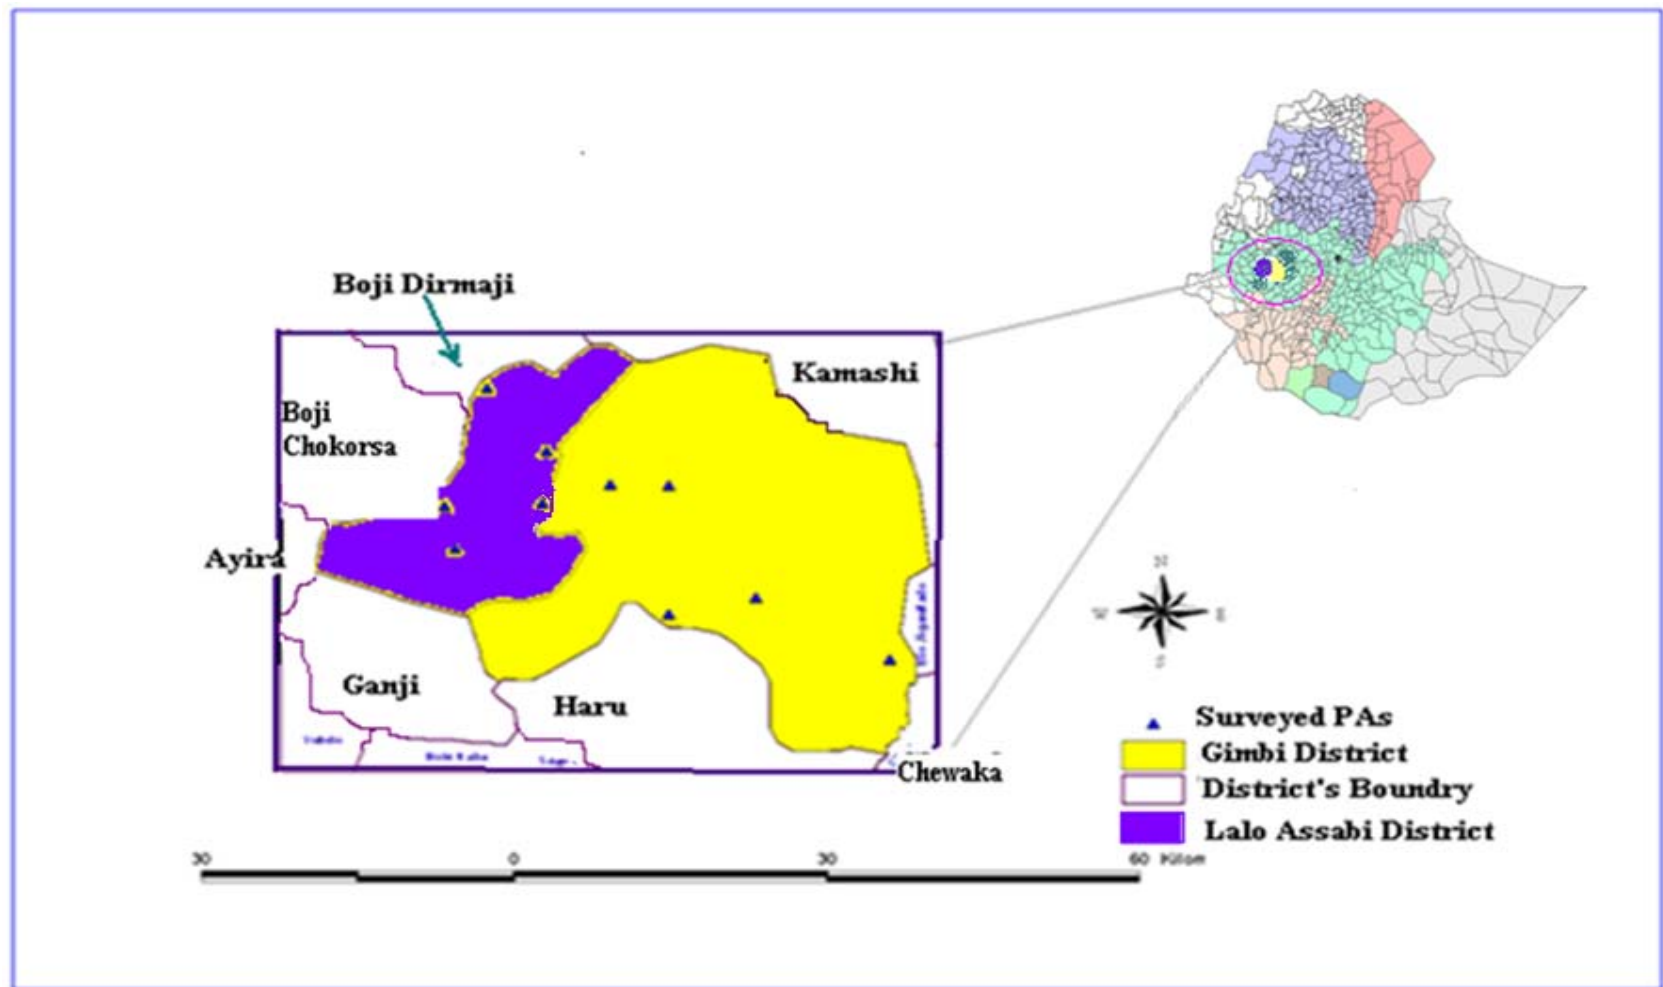 Boji Dirmaji
Kamashi
Boji
Chokorsa
Ayira
Ganji
Haru
Chewaka
Surveyed PAs
Gimbi District
District's Boundry
Lalo Assabi District
30 0 30 60 Kilom